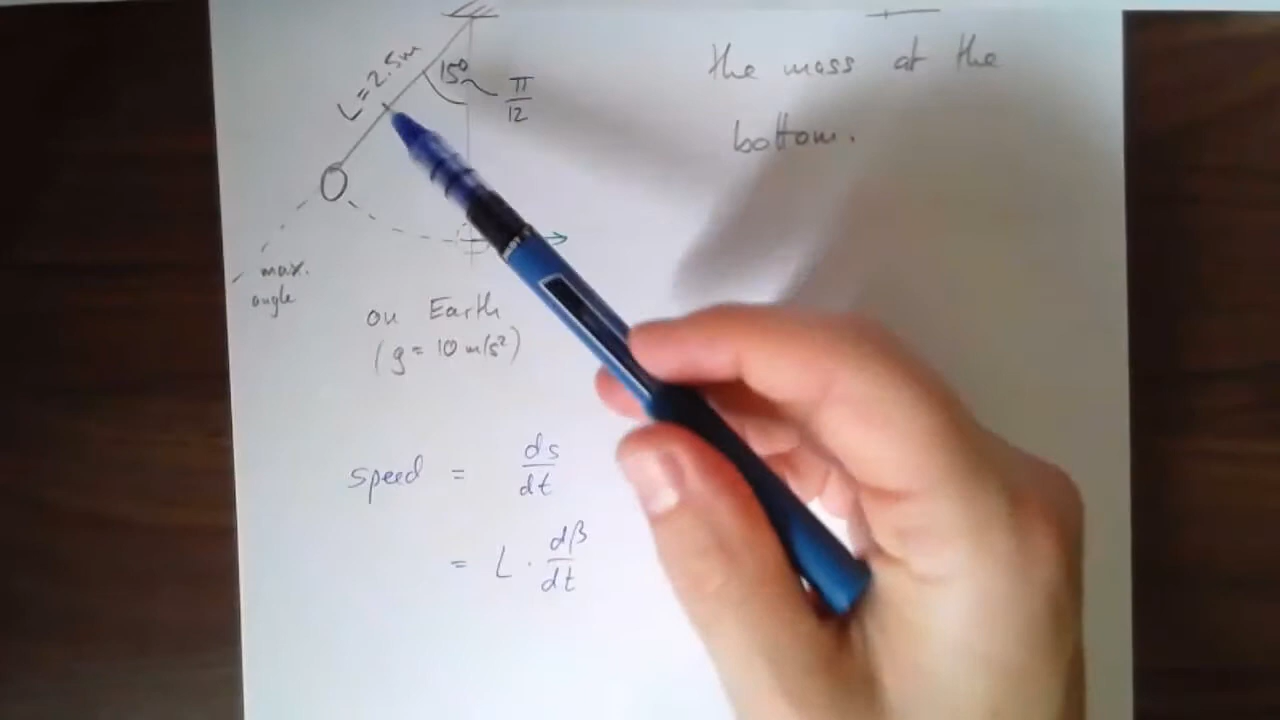 L = 2.5m
15°
π/12
the mass at the
bottom.
max.
angle
on Earth
(g = 10 m/s²)
speed = ds/dt
= L · dβ/dt